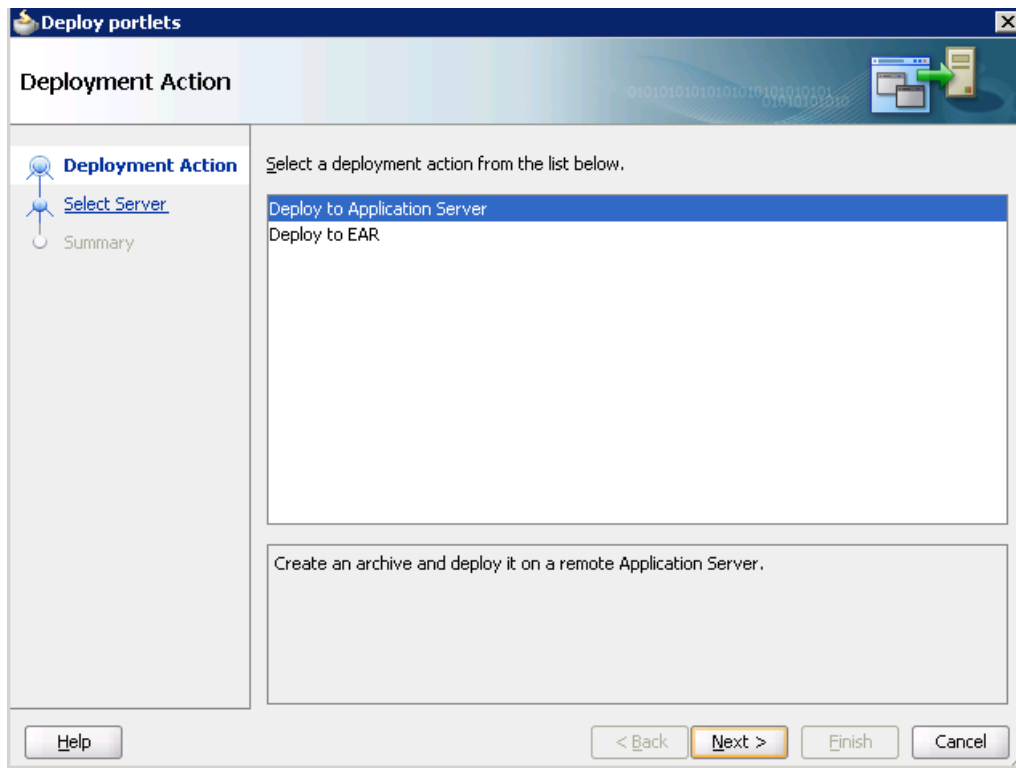 Deploy portlets
Deployment Action
Deployment Action
Select Server
Summary
Select a deployment action from the list below.
Deploy to Application Server
Deploy to EAR
Create an archive and deploy it on a remote Application Server.
Help
< Back
Next >
Finish
Cancel